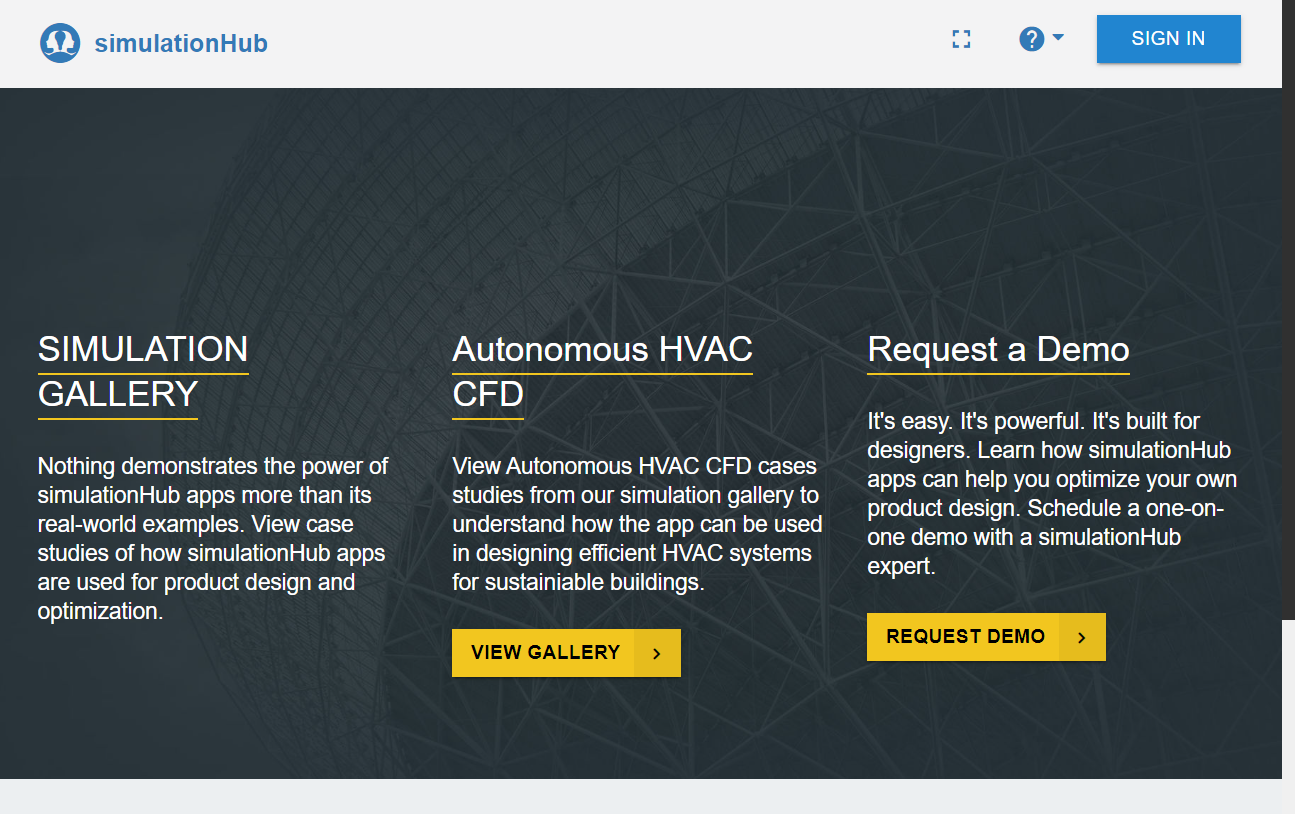 simulationHub
SIGN IN
SIMULATION
GALLERY
Nothing demonstrates the power of
simulationHub apps more than its
real-world examples. View case
studies of how simulationHub apps
are used for product design and
optimization.
Autonomous HVAC
CFD
View Autonomous HVAC CFD cases
studies from our simulation gallery to
understand how the app can be used
in designing efficient HVAC systems
for sustainiable buildings.
VIEW GALLERY
Request a Demo
It's easy. It's powerful. It's built for
designers. Learn how simulationHub
apps can help you optimize your own
product design. Schedule a one-on-
one demo with a simulationHub
expert.
REQUEST DEMO